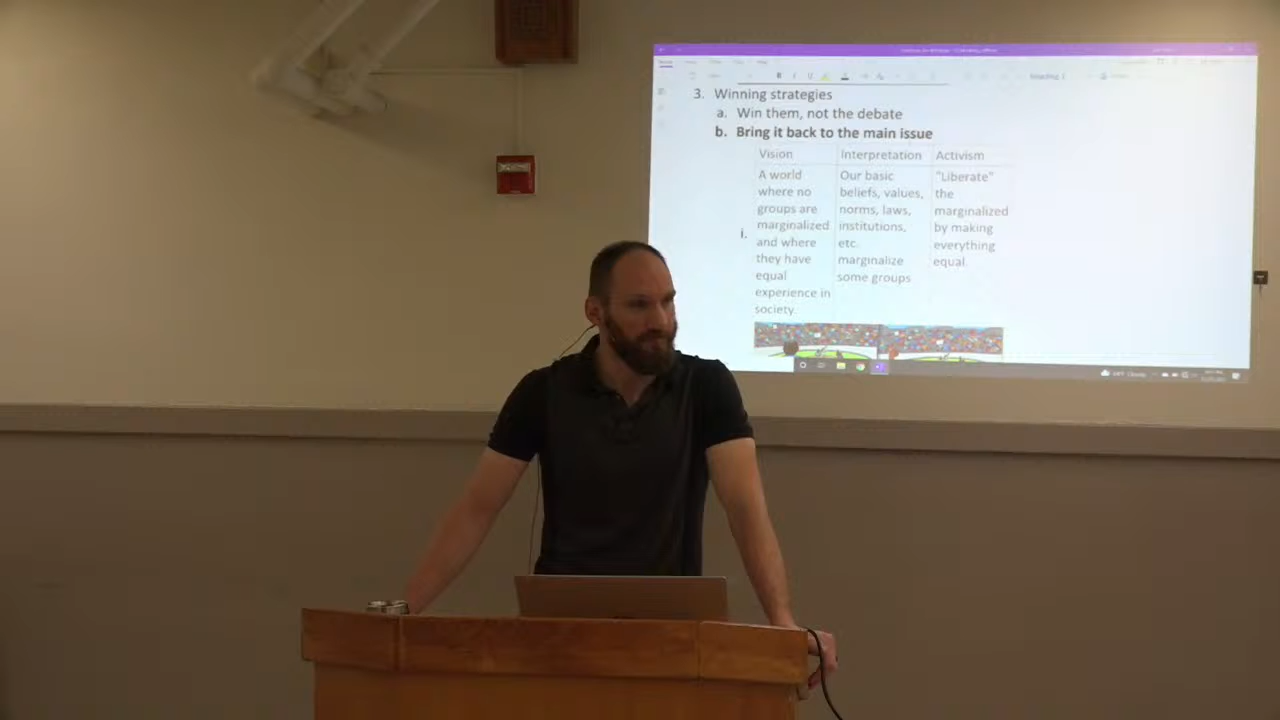 3. Winning strategies
a. Win them, not the debate
b. Bring it back to the main issue
Vision Interpretation Activism
i.
A world
where no
groups are
marginalized
and where
they have
equal
experience in
society.
Our basic
beliefs, values,
norms, laws,
institutions,
etc.
marginalize
some groups
"Liberate"
the
marginalized
by making
everything
equal.